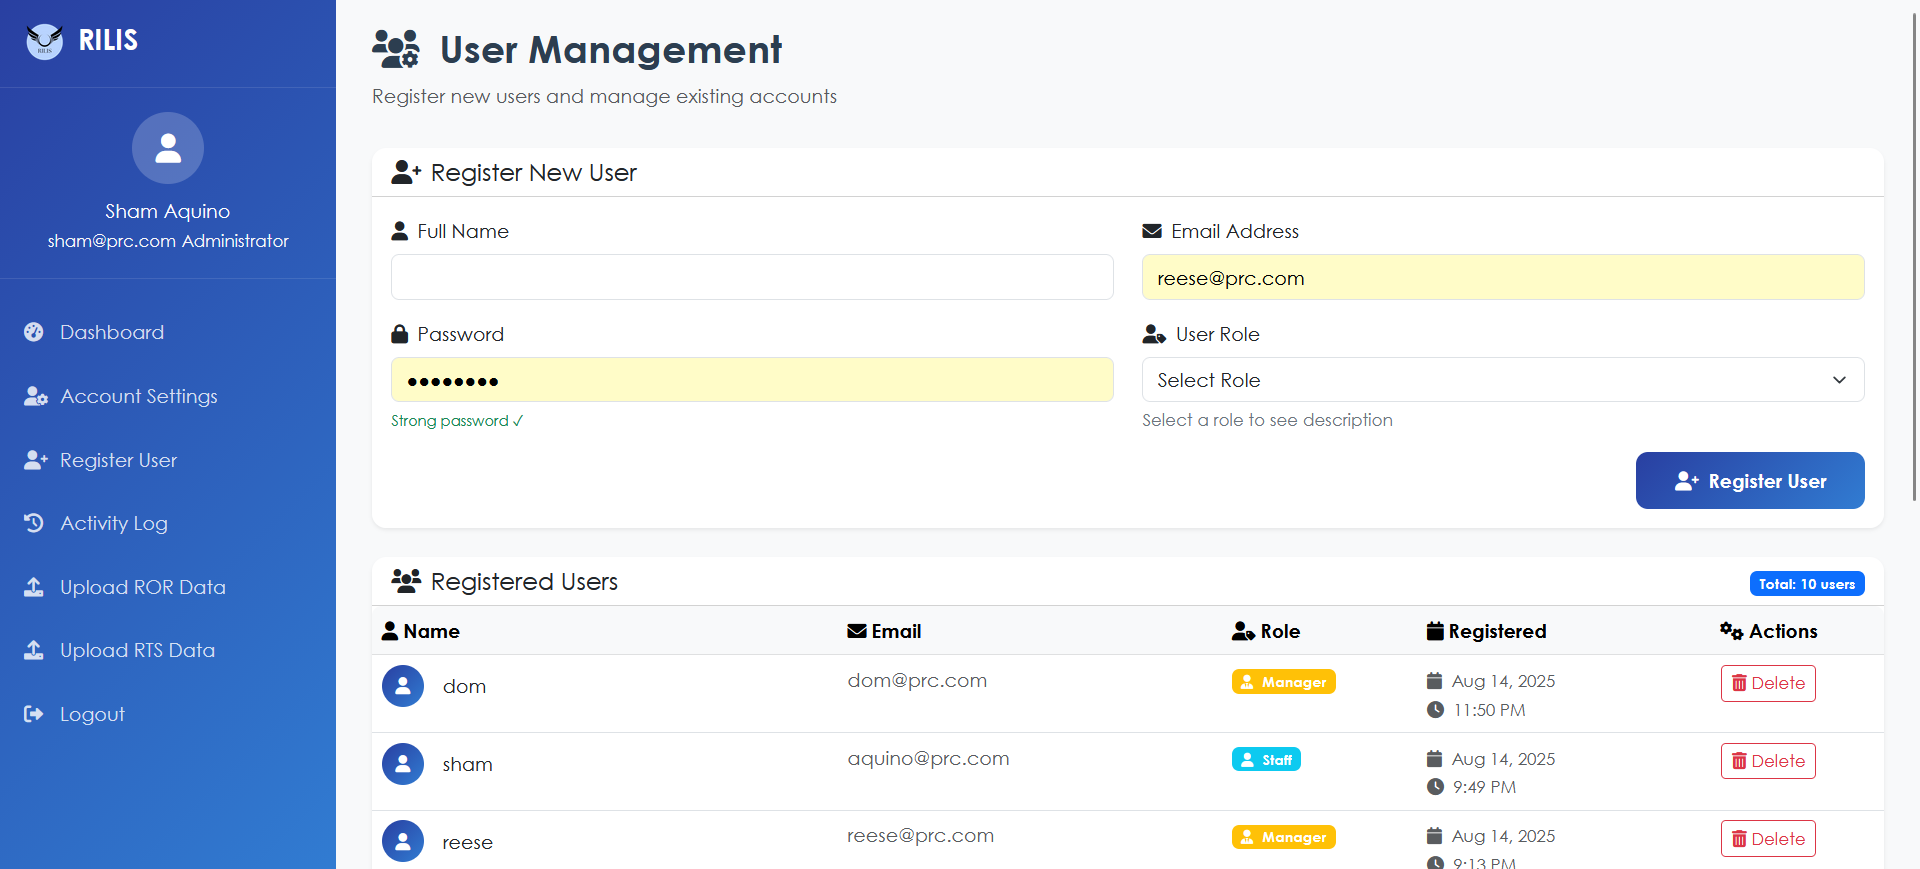 RILIS
RILIS
Sham Aquino
sham@prc.com Administrator
Dashboard
Account Settings
Register User
Activity Log
Upload ROR Data
Upload RTS Data
Logout
User Management
Register new users and manage existing accounts
Register New User
Full Name
Email Address
reese@prc.com
Password
••••••••
Strong password ✓
User Role
Select Role
Select a role to see description
Register User
Registered Users
Total: 10 users
Name Email Role Registered Actions
dom dom@prc.com Manager Aug 14, 2025 Delete
11:50 PM
sham aquino@prc.com Staff Aug 14, 2025 Delete
9:49 PM
reese reese@prc.com Manager Aug 14, 2025 Delete
9:13 PM